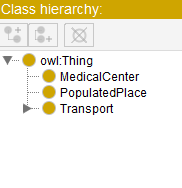 Class hierarchy:
owl:Thing
MedicalCenter
PopulatedPlace
Transport